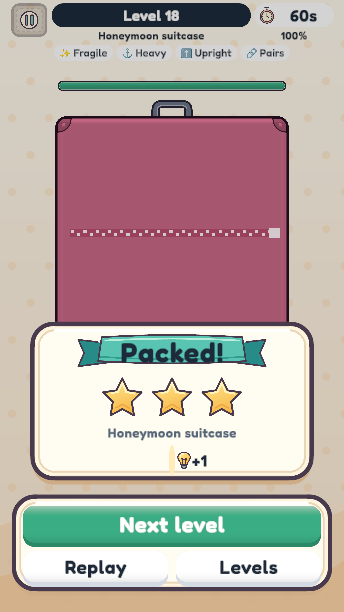 Level 18
60s
Honeymoon suitcase
100%
Fragile
Heavy
Upright
Pairs
Packed!
Honeymoon suitcase
+1
Next level
Replay
Levels